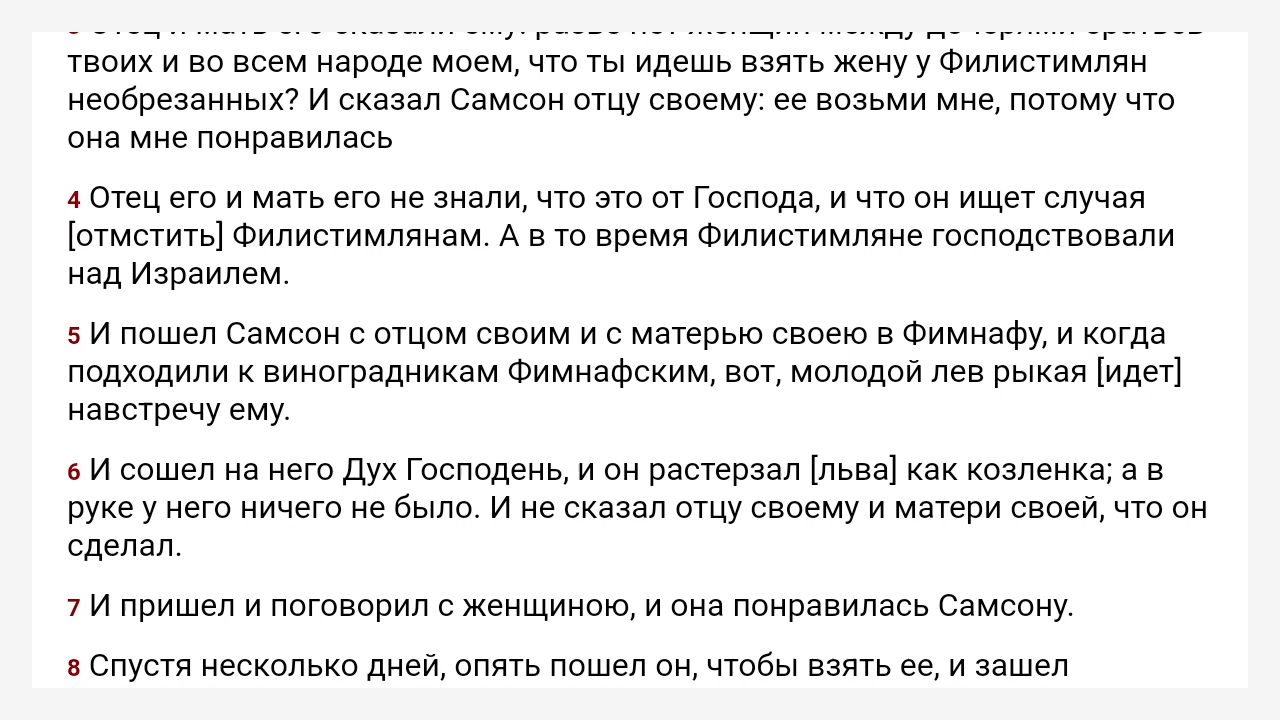 твоих и во всем народе моем, что ты идешь взять жену у Филистимлян
необрезанных? И сказал Самсон отцу своему: ее возьми мне, потому что
она мне понравилась
4 Отец его и мать его не знали, что это от Господа, и что он ищет случая
[отмстить] Филистимлянам. А в то время Филистимляне господствовали
над Израилем.
5 И пошел Самсон с отцом своим и с матерью своею в Фимнафу, и когда
подходили к виноградникам Фимнафским, вот, молодой лев рыкая [идет]
навстречу ему.
6 И сошел на него Дух Господень, и он растерзал [льва] как козленка; а в
руке у него ничего не было. И не сказал отцу своему и матери своей, что он
сделал.
7 И пришел и поговорил с женщиною, и она понравилась Самсону.
8 Спустя несколько дней, опять пошел он, чтобы взять ее, и зашел